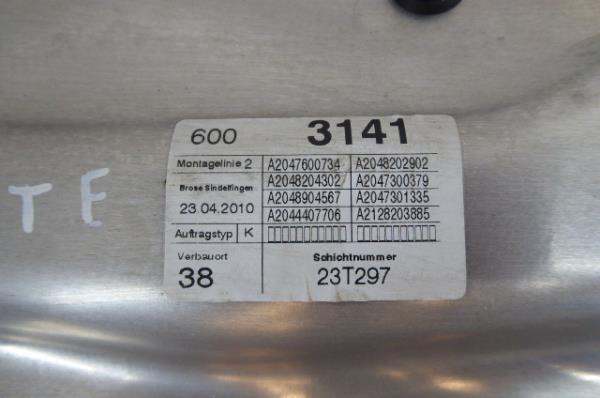 600 3141
Montagelinie 2 A2047600734 A2048202902
Brose Sindelfingen A2048204302 A2047300379
A2048904567 A2047301335
23.04.2010 A2044407706 A2128203885
Auftragstyp K
Verbauort Schichtnummer
38 23T297
TE